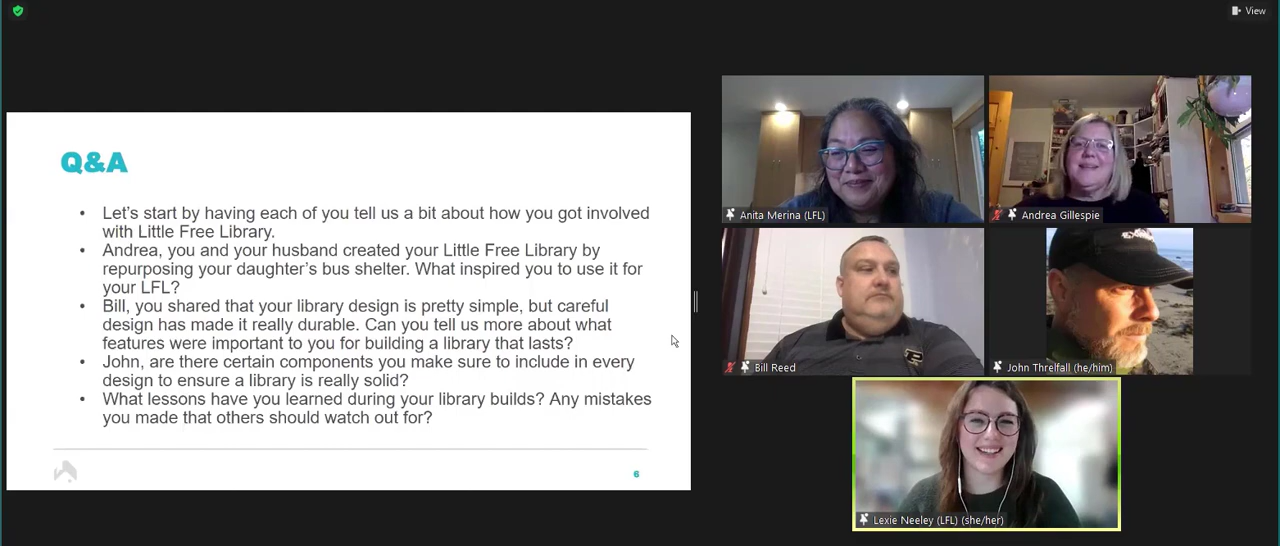 View
Q&A
• Let's start by having each of you tell us a bit about how you got involved
with Little Free Library.
• Andrea, you and your husband created your Little Free Library by
repurposing your daughter's bus shelter. What inspired you to use it for
your LFL?
• Bill, you shared that your library design is pretty simple, but careful
design has made it really durable. Can you tell us more about what
features were important to you for building a library that lasts?
• John, are there certain components you make sure to include in every
design to ensure a library is really solid?
• What lessons have you learned during your library builds? Any mistakes
you made that others should watch out for?
6
Anita Merina (LFL)
Andrea Gillespie
Bill Reed
John Threlfall (he/him)
Lexie Neeley (LFL) (she/her)